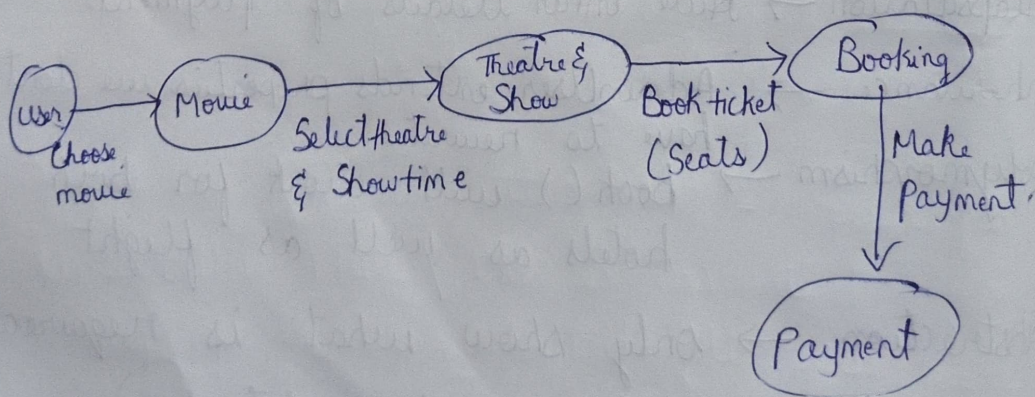 User
Choose
movie
Movie
Select theatre
& Showtime
Theatre &
Show
Book ticket
(Seats)
Booking
Make
Payment.
Payment